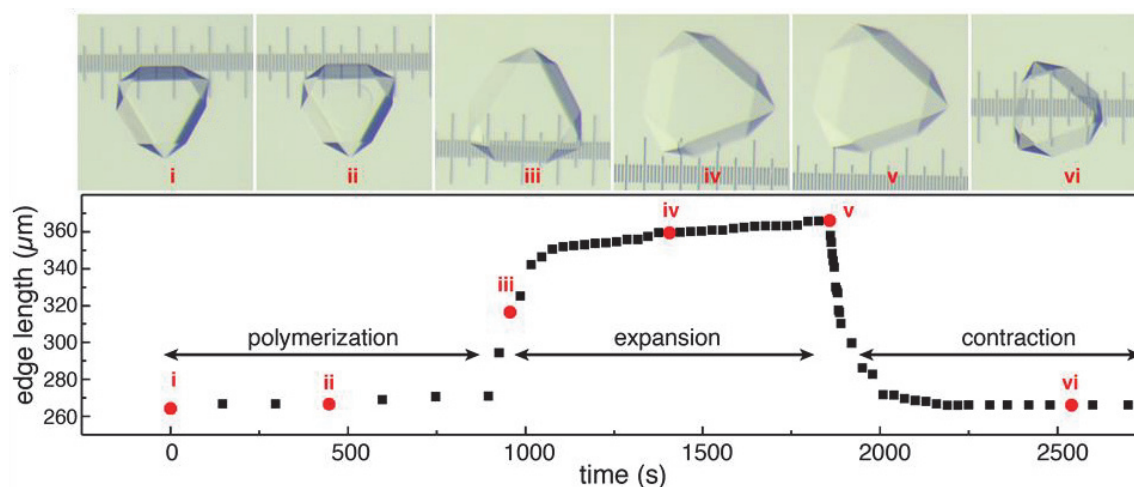 i ii iii iv v vi
edge length (µm)
360
340
320
300
280
260
i
ii
iii
iv
v
vi
polymerization
expansion
contraction
0 500 1000 1500 2000 2500
time (s)